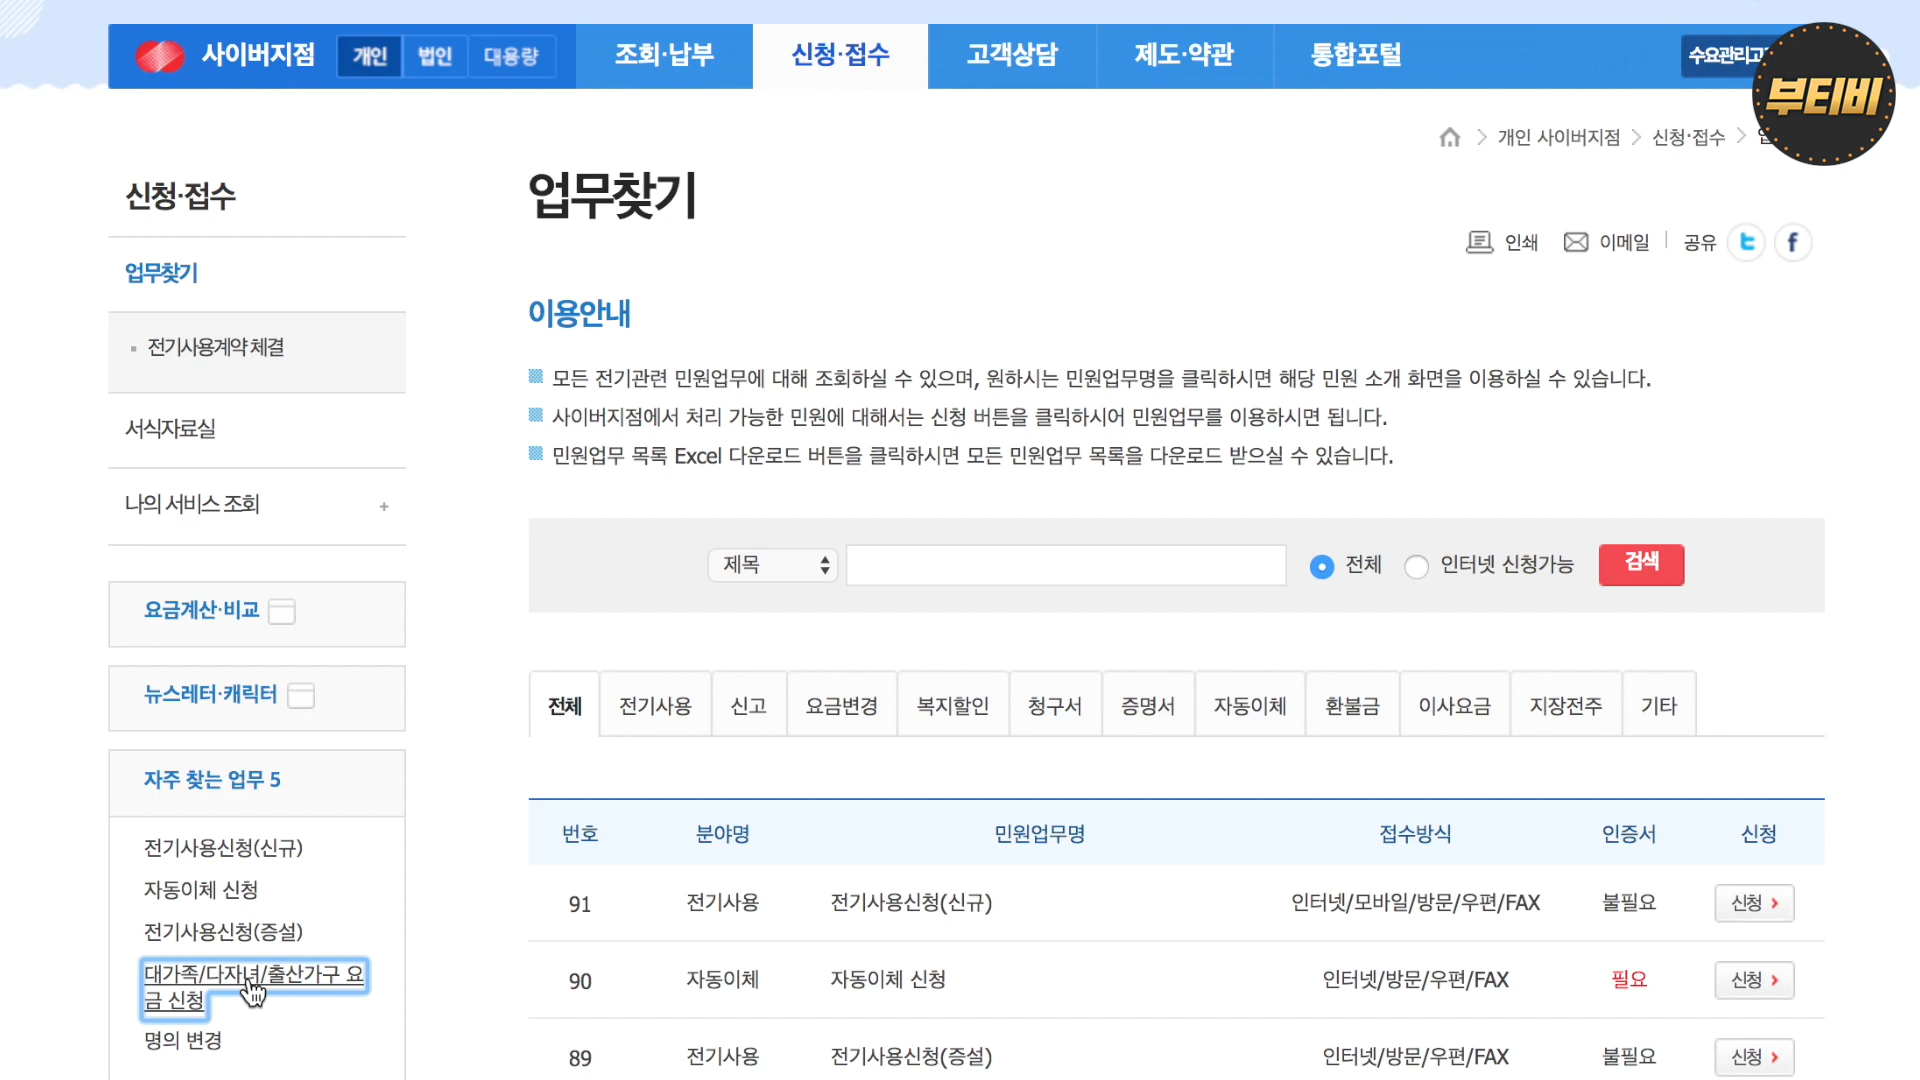 사이버지점 개인 법인 대용량 조회·납부 신청·접수 고객상담 제도·약관 통합포털 수요관리고
부티비
개인 사이버지점 신청·접수
신청·접수
업무찾기
인쇄 이메일 공유
업무찾기
이용안내
전기사용계약 체결
모든 전기관련 민원업무에 대해 조회하실 수 있으며, 원하시는 민원업무명을 클릭하시면 해당 민원 소개 화면을 이용하실 수 있습니다.
사이버지점에서 처리 가능한 민원에 대해서는 신청 버튼을 클릭하시어 민원업무를 이용하시면 됩니다.
서식자료실
민원업무 목록 Excel 다운로드 버튼을 클릭하시면 모든 민원업무 목록을 다운로드 받으실 수 있습니다.
나의 서비스 조회 +
제목 전체 인터넷 신청가능 검색
요금계산·비교
뉴스레터·캐릭터
전체 전기사용 신고 요금변경 복지할인 청구서 증명서 자동이체 환불금 이사요금 지장전주 기타
자주 찾는 업무 5
번호 분야명 민원업무명 접수방식 인증서 신청
전기사용신청(신규)
자동이체 신청
전기사용신청(증설)
대가족/다자녀/출산가구 요
금 신청
명의 변경
91 전기사용 전기사용신청(신규) 인터넷/모바일/방문/우편/FAX 불필요 신청
90 자동이체 자동이체 신청 인터넷/방문/우편/FAX 필요 신청
89 전기사용 전기사용신청(증설) 인터넷/방문/우편/FAX 불필요 신청